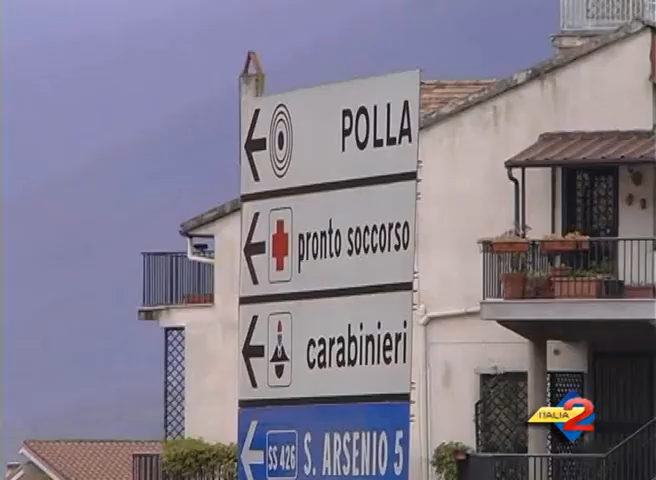 POLLA
pronto soccorso
carabinieri
SS 426 S. ARSENIO 5
ITALIA 2